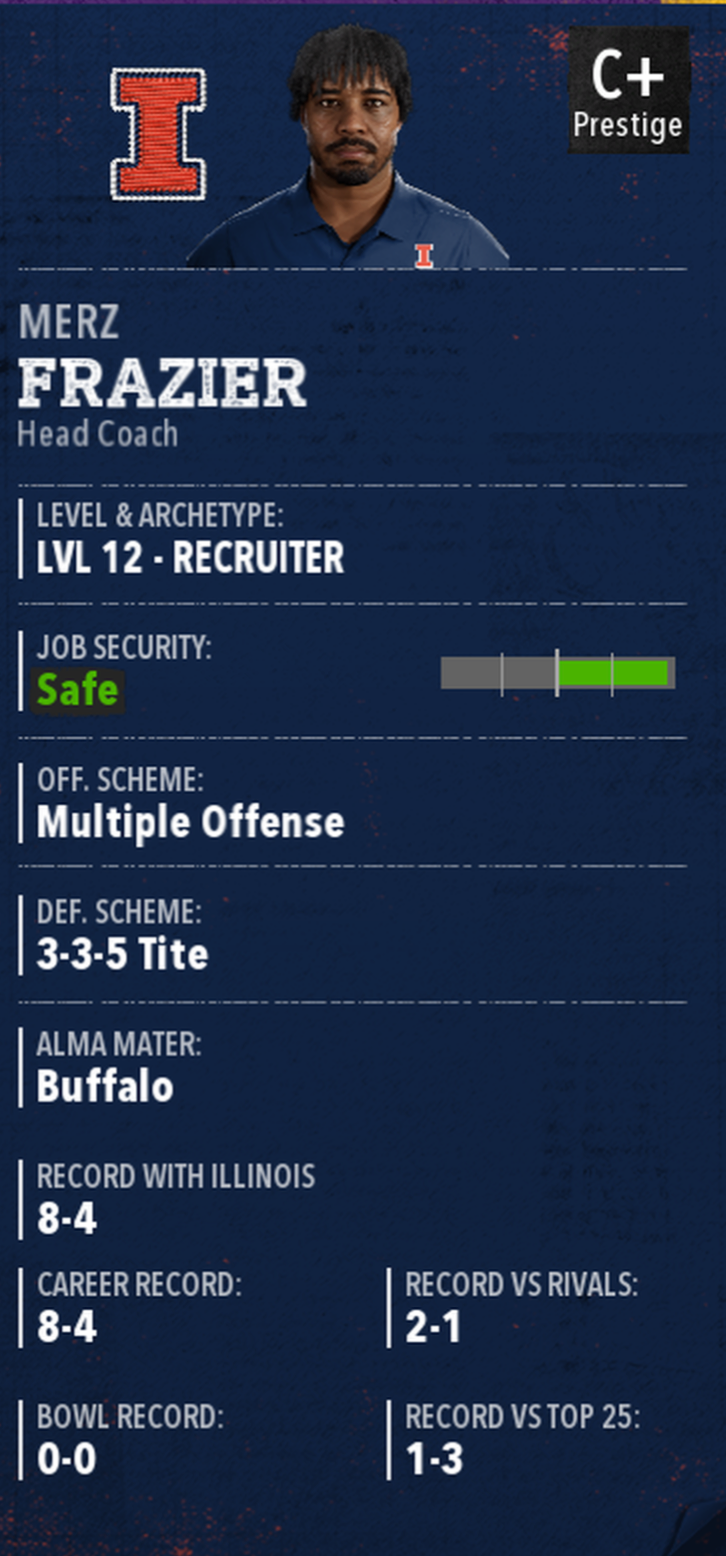 I
C+
Prestige
I
MERZ
FRAZIER
Head Coach
LEVEL & ARCHETYPE:
LVL 12 - RECRUITER
JOB SECURITY:
Safe
OFF. SCHEME:
Multiple Offense
DEF. SCHEME:
3-3-5 Tite
ALMA MATER:
Buffalo
RECORD WITH ILLINOIS
8-4
CAREER RECORD:
8-4
RECORD VS RIVALS:
2-1
BOWL RECORD:
0-0
RECORD VS TOP 25:
1-3